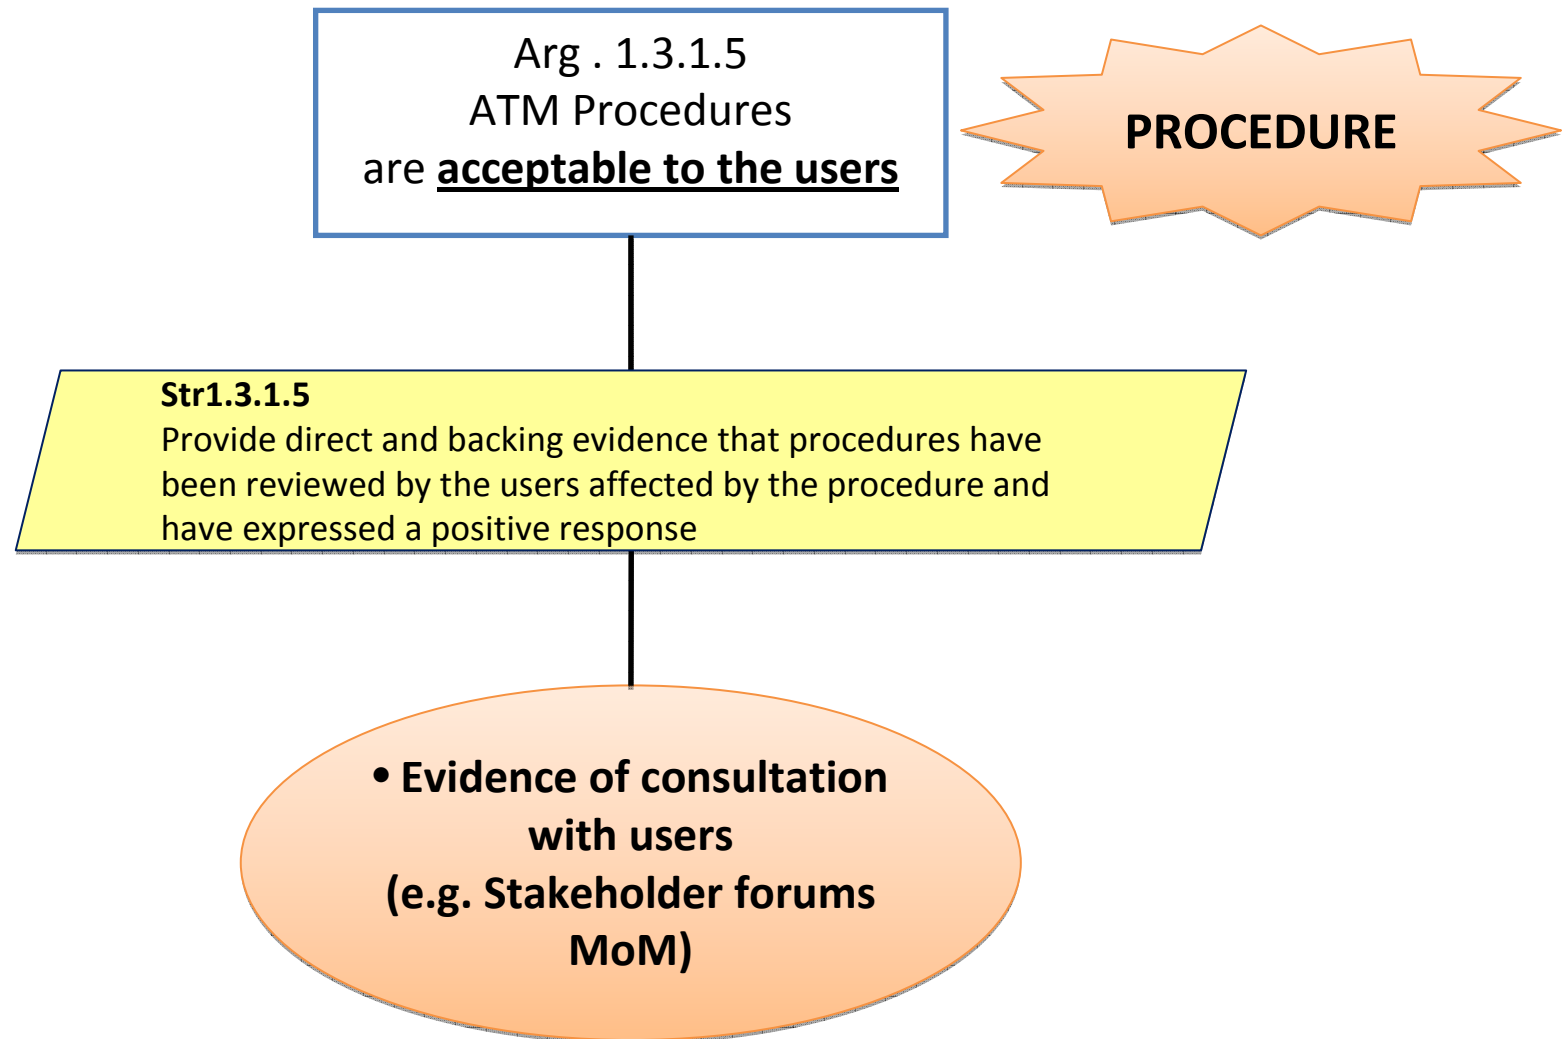 Arg . 1.3.1.5
ATM Procedures
are acceptable to the users
PROCEDURE
Str1.3.1.5
Provide direct and backing evidence that procedures have
been reviewed by the users affected by the procedure and
have expressed a positive response
• Evidence of consultation
with users
(e.g. Stakeholder forums
MoM)